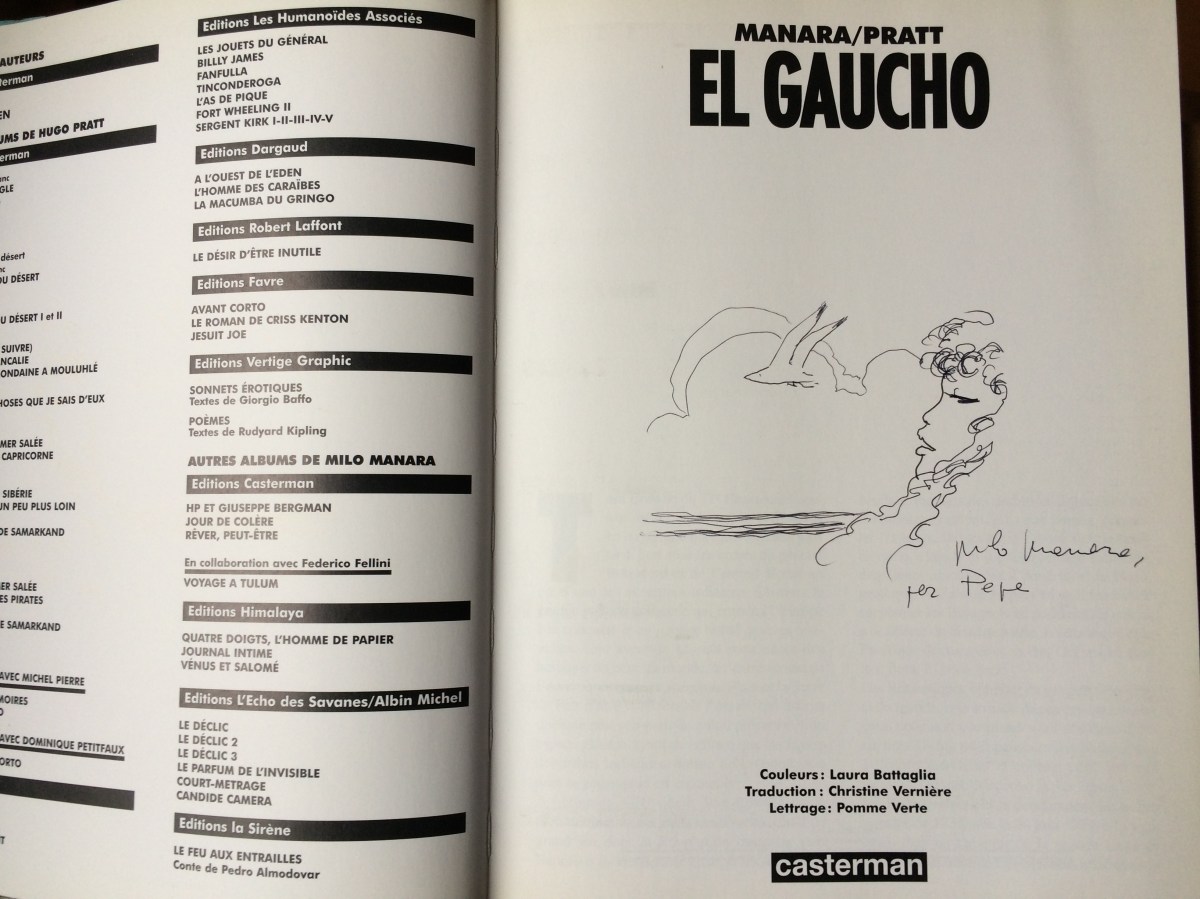 AUTEURS
terman
EN
UMS DE HUGO PRATT
terman
anc
GLE
désert
nc
OU DÉSERT
U DÉSERT I et II
SUIVRE)
NCALIE
ONDAINE A MOULUHLÉ
HOSES QUE JE SAIS D'EUX
MER SALÉE
CAPRICORNE
SIBÉRIE
UN PEU PLUS LOIN
DE SAMARKAND
ER SALÉE
ES PIRATES
E SAMARKAND
AVEC MICHEL PIERRE
MOIRES
O
AVEC DOMINIQUE PETITFAUX
ORTO
T
Editions Les Humanoïdes Associés
LES JOUETS DU GÉNÉRAL
BILLLY JAMES
FANFULLA
TINCONDEROGA
L'AS DE PIQUE
FORT WHEELING II
SERGENT KIRK I-II-III-IV-V
Editions Dargaud
A L'OUEST DE L'EDEN
L'HOMME DES CARAÏBES
LA MACUMBA DU GRINGO
Editions Robert Laffont
LE DÉSIR D'ÊTRE INUTILE
Editions Favre
AVANT CORTO
LE ROMAN DE CRISS KENTON
JESUIT JOE
Editions Vertige Graphic
SONNETS ÉROTIQUES
Textes de Giorgio Baffo
POÈMES
Textes de Rudyard Kipling
AUTRES ALBUMS DE MILO MANARA
Editions Casterman
HP ET GIUSEPPE BERGMAN
JOUR DE COLÈRE
RÊVER, PEUT-ÊTRE
En collaboration avec Federico Fellini
VOYAGE A TULUM
Editions Himalaya
QUATRE DOIGTS, L'HOMME DE PAPIER
JOURNAL INTIME
VÉNUS ET SALOMÉ
Editions L'Echo des Savanes/Albin Michel
LE DÉCLIC
LE DÉCLIC 2
LE DÉCLIC 3
LE PARFUM DE L'INVISIBLE
COURT-METRAGE
CANDIDE CAMERA
Editions la Sirène
LE FEU AUX ENTRAILLES
Conte de Pedro Almodovar
MANARA/PRATT
EL GAUCHO
Milo Manara,
per Pepe
Couleurs : Laura Battaglia
Traduction : Christine Vernière
Lettrage : Pomme Verte
casterman